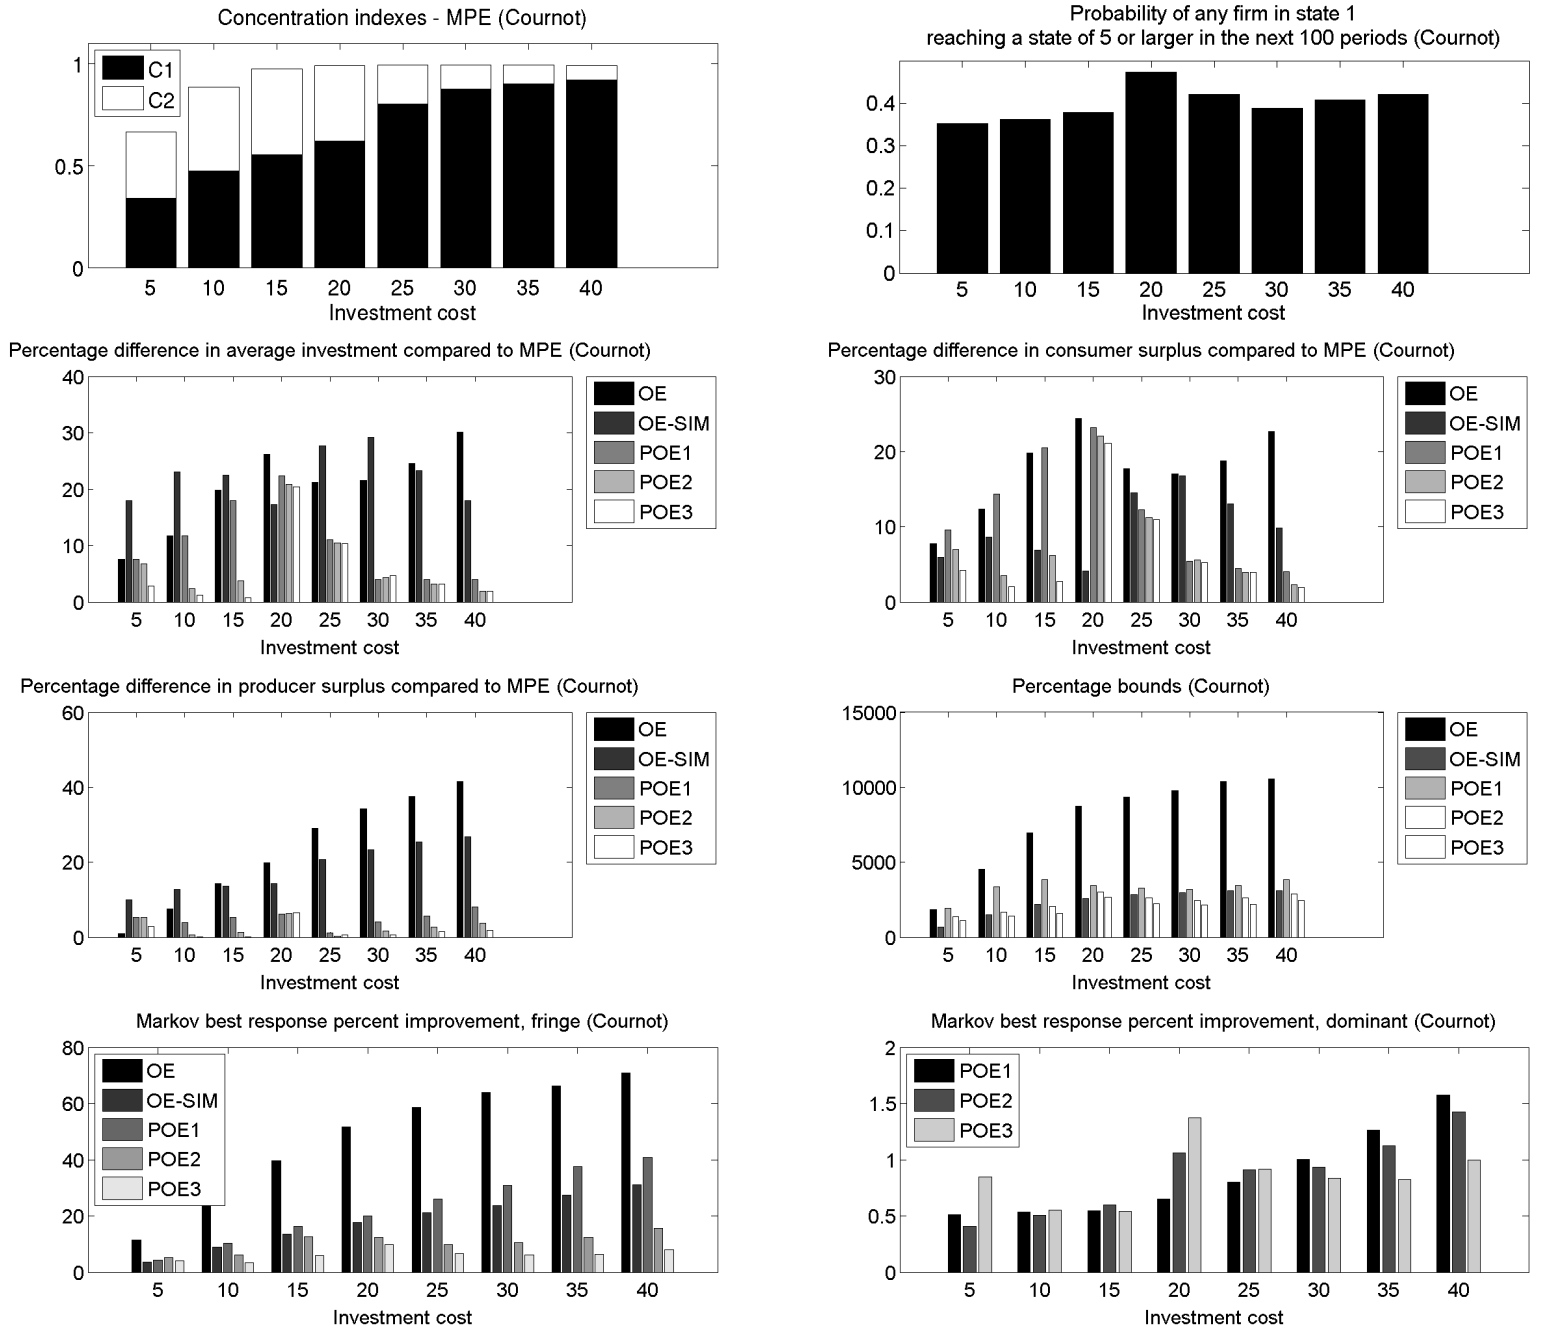 Concentration indexes - MPE (Cournot)
C1
C2
1
0.5
0
5 10 15 20 25 30 35 40
Investment cost
Probability of any firm in state 1
reaching a state of 5 or larger in the next 100 periods (Cournot)
0.4
0.3
0.2
0.1
0
5 10 15 20 25 30 35 40
Investment cost
Percentage difference in average investment compared to MPE (Cournot)
40
30
20
10
0
OE
OE-SIM
POE1
POE2
POE3
5 10 15 20 25 30 35 40
Investment cost
Percentage difference in consumer surplus compared to MPE (Cournot)
30
20
10
0
OE
OE-SIM
POE1
POE2
POE3
5 10 15 20 25 30 35 40
Investment cost
Percentage difference in producer surplus compared to MPE (Cournot)
60
40
20
0
OE
OE-SIM
POE1
POE2
POE3
5 10 15 20 25 30 35 40
Investment cost
Percentage bounds (Cournot)
15000
10000
5000
0
OE
OE-SIM
POE1
POE2
POE3
5 10 15 20 25 30 35 40
Investment cost
Markov best response percent improvement, fringe (Cournot)
80
60
40
20
0
OE
OE-SIM
POE1
POE2
POE3
5 10 15 20 25 30 35 40
Investment cost
Markov best response percent improvement, dominant (Cournot)
2
1.5
1
0.5
0
POE1
POE2
POE3
5 10 15 20 25 30 35 40
Investment cost